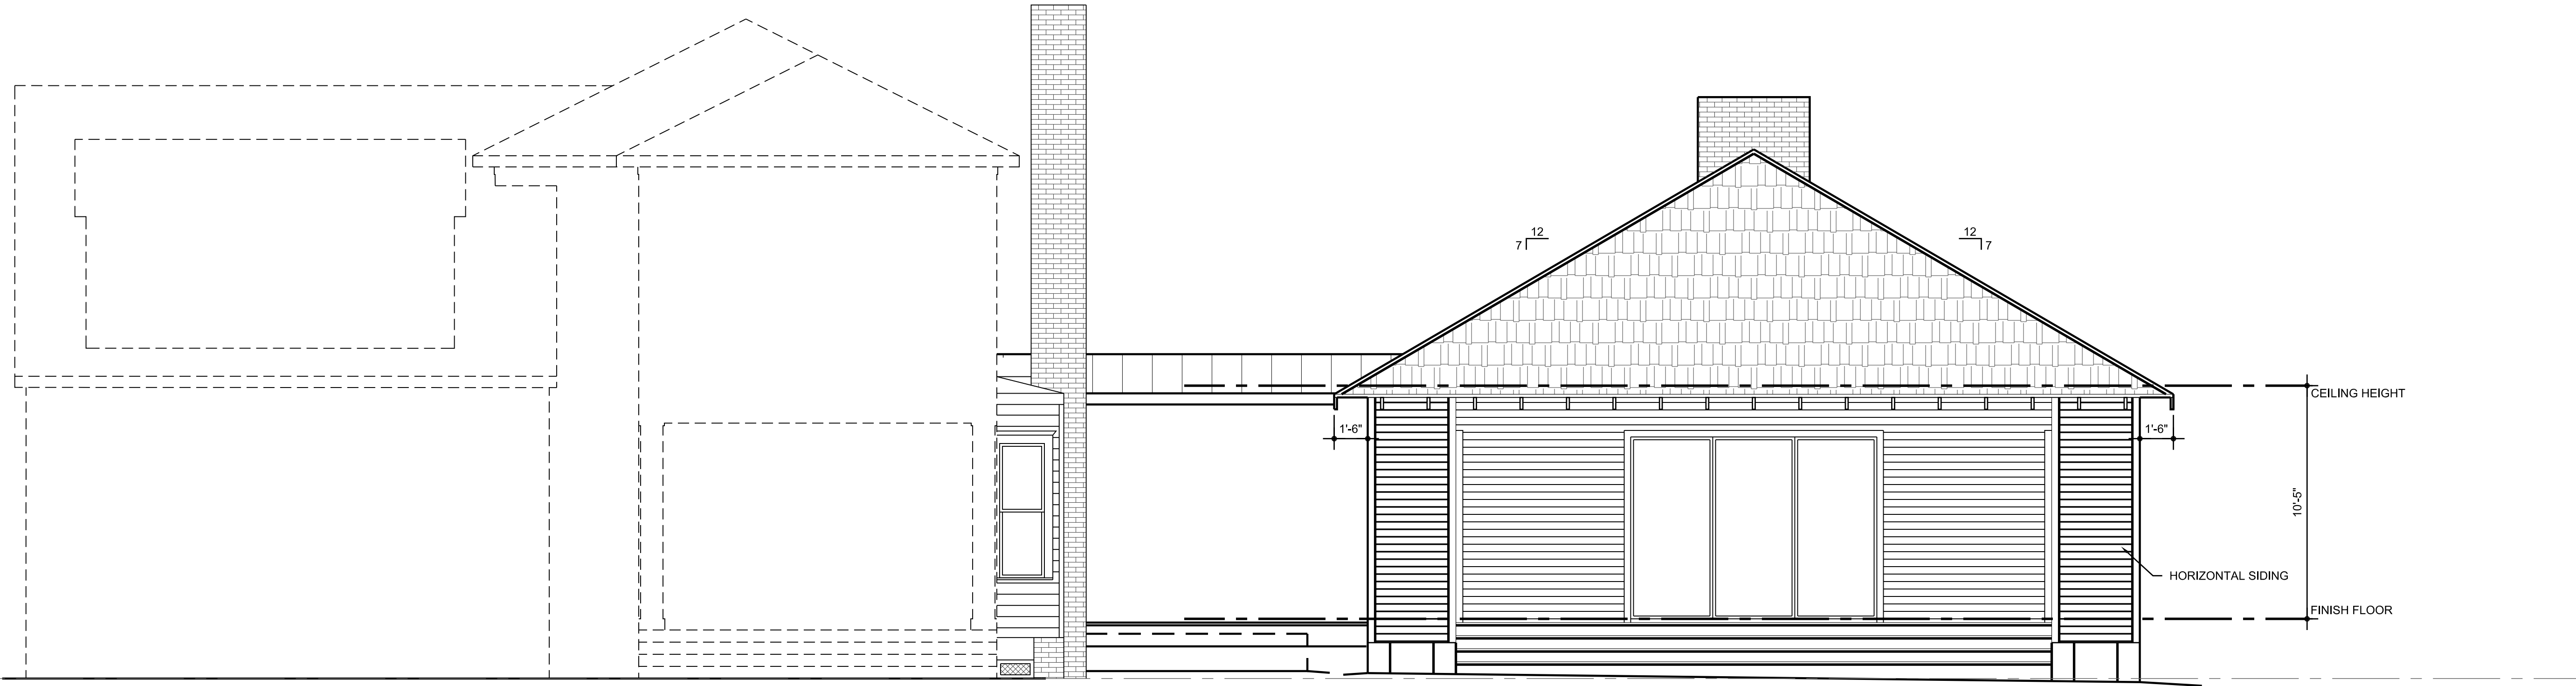 12
7
12
7
CEILING HEIGHT
1'-6"
1'-6"
10'-5"
HORIZONTAL SIDING
FINISH FLOOR